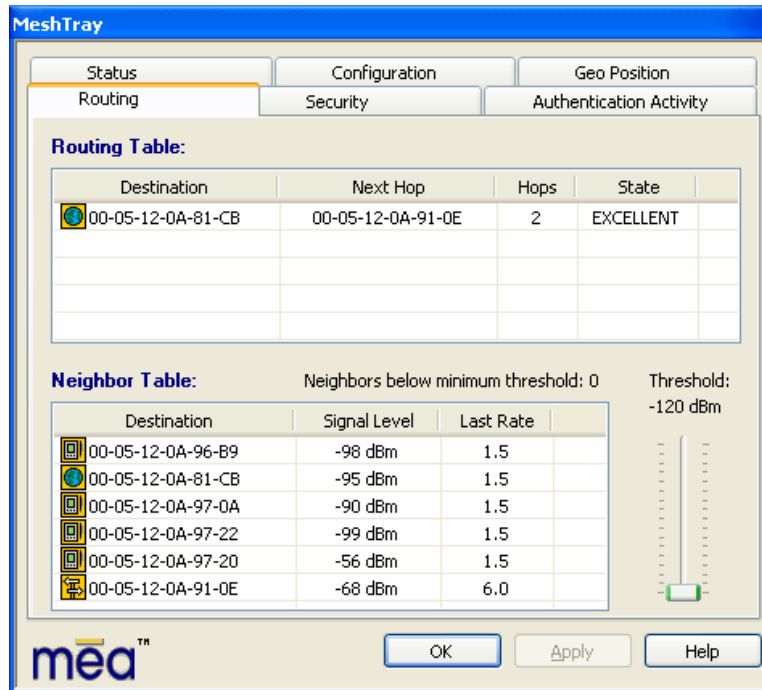 MeshTray
Status Configuration Geo Position
Routing Security Authentication Activity
Routing Table:
Destination Next Hop Hops State
00-05-12-0A-81-CB 00-05-12-0A-91-0E 2 EXCELLENT
Neighbor Table: Neighbors below minimum threshold: 0 Threshold:
-120 dBm
Destination Signal Level Last Rate
00-05-12-0A-96-B9 -98 dBm 1.5
00-05-12-0A-81-CB -95 dBm 1.5
00-05-12-0A-97-0A -90 dBm 1.5
00-05-12-0A-97-22 -99 dBm 1.5
00-05-12-0A-97-20 -56 dBm 1.5
00-05-12-0A-91-0E -68 dBm 6.0
mēa™ OK Apply Help